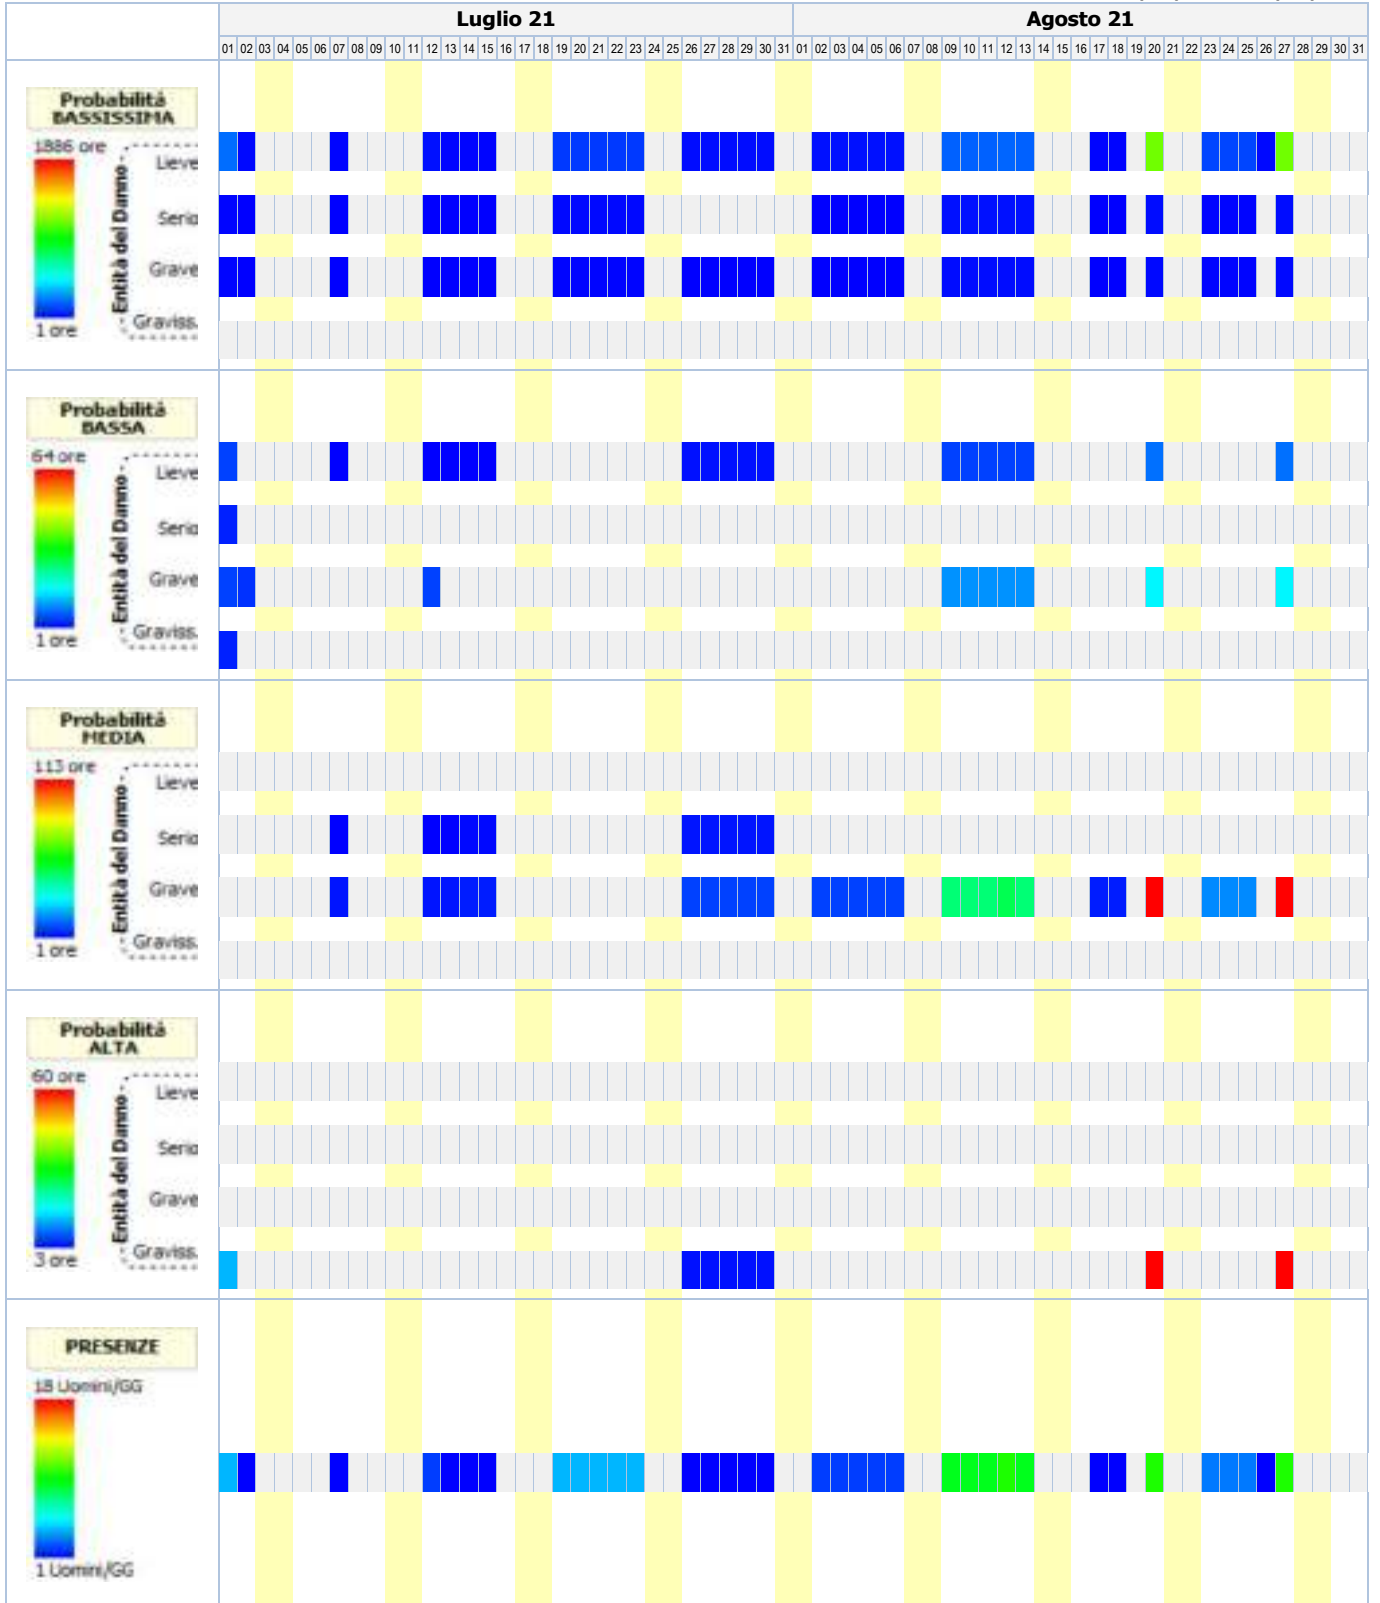 Luglio 21 Agosto 21
01 02 03 04 05 06 07 08 09 10 11 12 13 14 15 16 17 18 19 20 21 22 23 24 25 26 27 28 29 30 31 01 02 03 04 05 06 07 08 09 10 11 12 13 14 15 16 17 18 19 20 21 22 23 24 25 26 27 28 29 30 31
Probabilità
BASSISSIMA
1886 ore
Entità del Danno
Lieve
Serio
Grave
Graviss.
1 ore
Probabilità
BASSA
64 ore
Entità del Danno
Lieve
Serio
Grave
Graviss.
1 ore
Probabilità
MEDIA
113 ore
Entità del Danno
Lieve
Serio
Grave
Graviss.
1 ore
Probabilità
ALTA
60 ore
Entità del Danno
Lieve
Serio
Grave
Graviss.
3 ore
PRESENZE
18 Uomini/GG
1 Uomini/GG